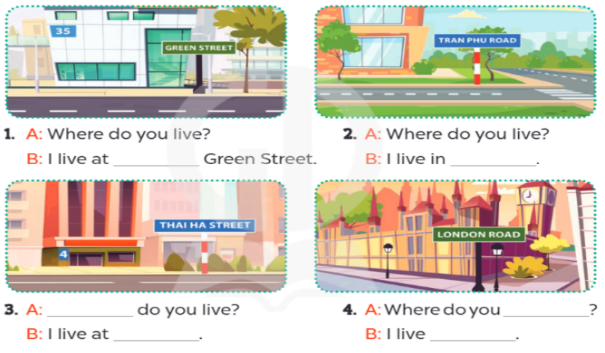 35
GREEN STREET
TRAN PHU ROAD
1. A: Where do you live?
B: I live at __________ Green Street.
2. A: Where do you live?
B: I live in __________.
4
THAI HA STREET
LONDON ROAD
3. A: __________ do you live?
B: I live at __________.
4. A: Where do you __________?
B: I live __________.